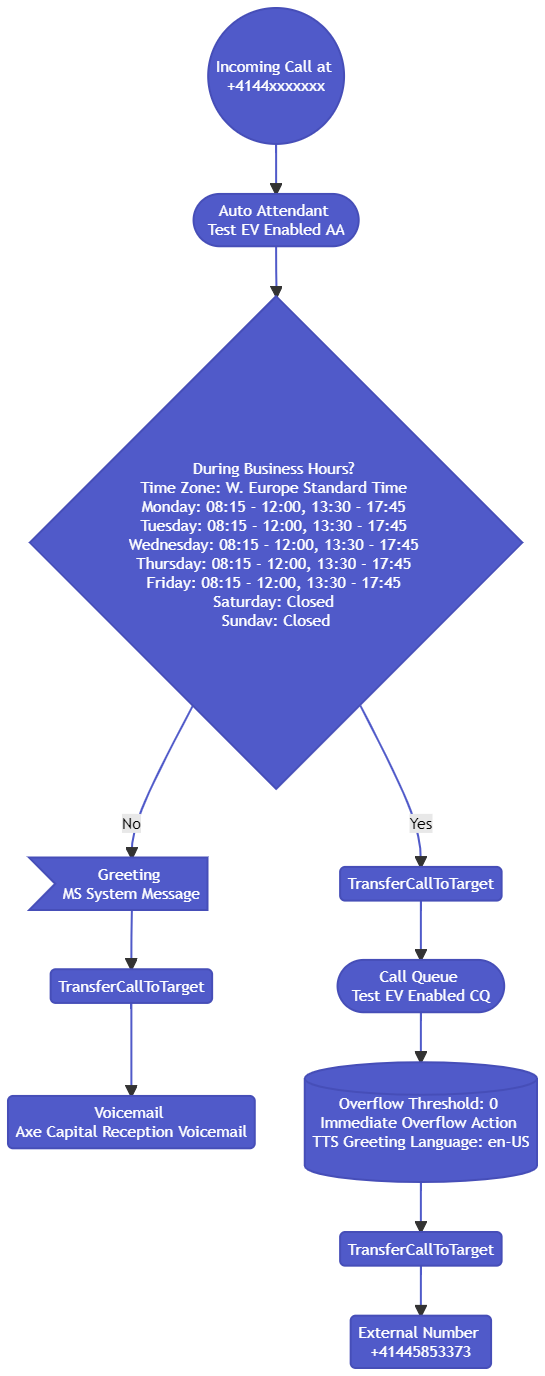 Incoming Call at
+4144xxxxxxx
Auto Attendant
Test EV Enabled AA
During Business Hours?
Time Zone: W. Europe Standard Time
Monday: 08:15 - 12:00, 13:30 - 17:45
Tuesday: 08:15 - 12:00, 13:30 - 17:45
Wednesday: 08:15 - 12:00, 13:30 - 17:45
Thursday: 08:15 - 12:00, 13:30 - 17:45
Friday: 08:15 - 12:00, 13:30 - 17:45
Saturday: Closed
Sunday: Closed
No
Greeting
MS System Message
TransferCallToTarget
Voicemail
Axe Capital Reception Voicemail
Yes
TransferCallToTarget
Call Queue
Test EV Enabled CQ
Overflow Threshold: 0
Immediate Overflow Action
TTS Greeting Language: en-US
TransferCallToTarget
External Number
+41445853373